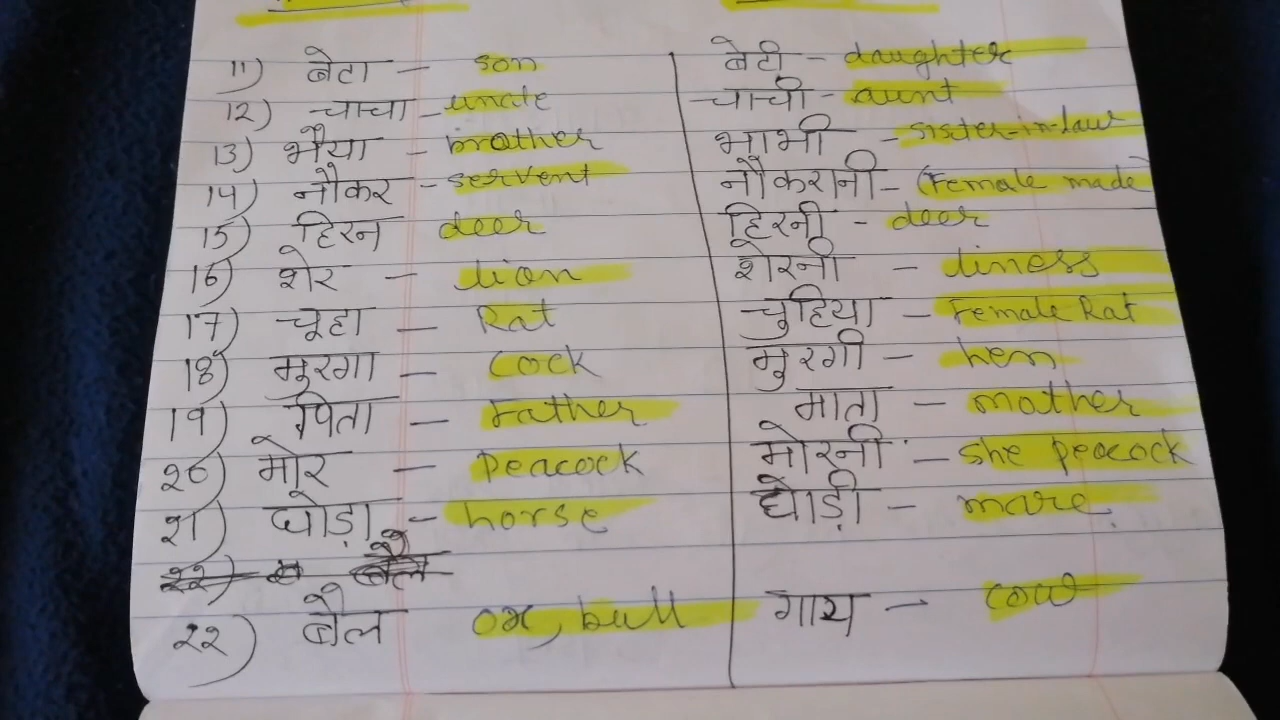 11) बेटा - son बेटी - daughter
12) चाचा - uncle चाची - aunt
13) भैया - brother भाभी - sister-in-law
14) नौकर - servent नौकरानी - (Female made)
15) हिरन deer हिरनी - deer
16) शेर - lion शेरनी - liness
17) चूहा - Rat चुहिया - Female Rat
18) मुरगा - cock मुरगी - hen
19) पिता - Father माता - mother
20) मोर - Peacock मोरनी - she peacock
21) घोड़ा - horse घोड़ी - mare
22) बैल
22) बैल ox, bull गाय - cow